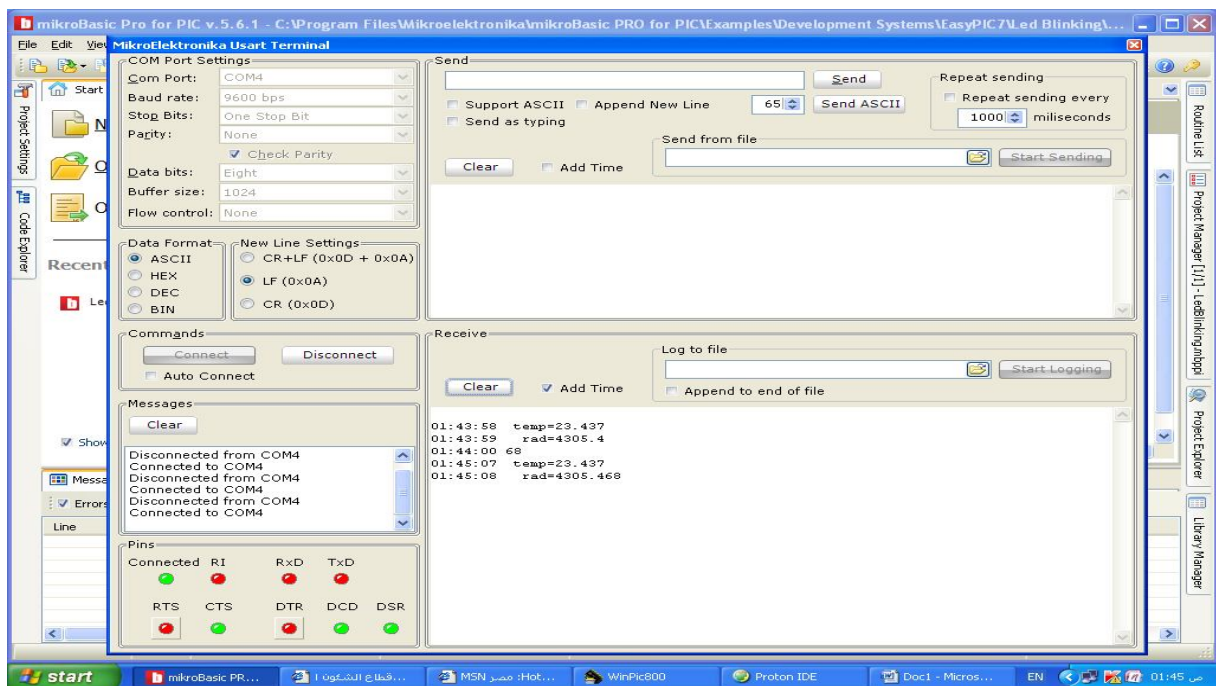 mikroBasic Pro for PIC v.5.6.1 - C:\Program Files\Mikroelektronika\mikroBasic PRO for PIC\Examples\Development Systems\EasyPIC7\Led Blinking\...
File Edit Vie
MikroElektronika Usart Terminal
Start
Project Settings
Code Explorer
N
O
O
Recent
Le
Show
Messa
Errors
Line
COM Port Settings
Com Port: COM4
Baud rate: 9600 bps
Stop Bits: One Stop Bit
Parity: None
Check Parity
Data bits: Eight
Buffer size: 1024
Flow control: None
Data Format
ASCII
HEX
DEC
BIN
New Line Settings
CR+LF (0x0D + 0x0A)
LF (0x0A)
CR (0x0D)
Commands
Connect Disconnect
Auto Connect
Messages
Clear
Disconnected from COM4
Connected to COM4
Disconnected from COM4
Connected to COM4
Disconnected from COM4
Connected to COM4
Pins
Connected RI RxD TxD
RTS CTS DTR DCD DSR
Send
Send
Support ASCII Append New Line 65 Send ASCII
Send as typing
Repeat sending
Repeat sending every
1000 miliseconds
Send from file
Start Sending
Clear Add Time
Receive
Log to file
Start Logging
Clear Add Time Append to end of file
01:43:58 temp=23.437
01:43:59 rad=4305.4
01:44:00 68
01:45:07 temp=23.437
01:45:08 rad=4305.468
Routine List
Project Manager [1/1] - LedBlinking.mbppi
Project Explorer
Library Manager
start
mikroBasic PR...
قطاع الشئون ا...
MSN مصر :Hot...
WinPic800
Proton IDE
Doc1 - Micros...
EN
01:45 ص